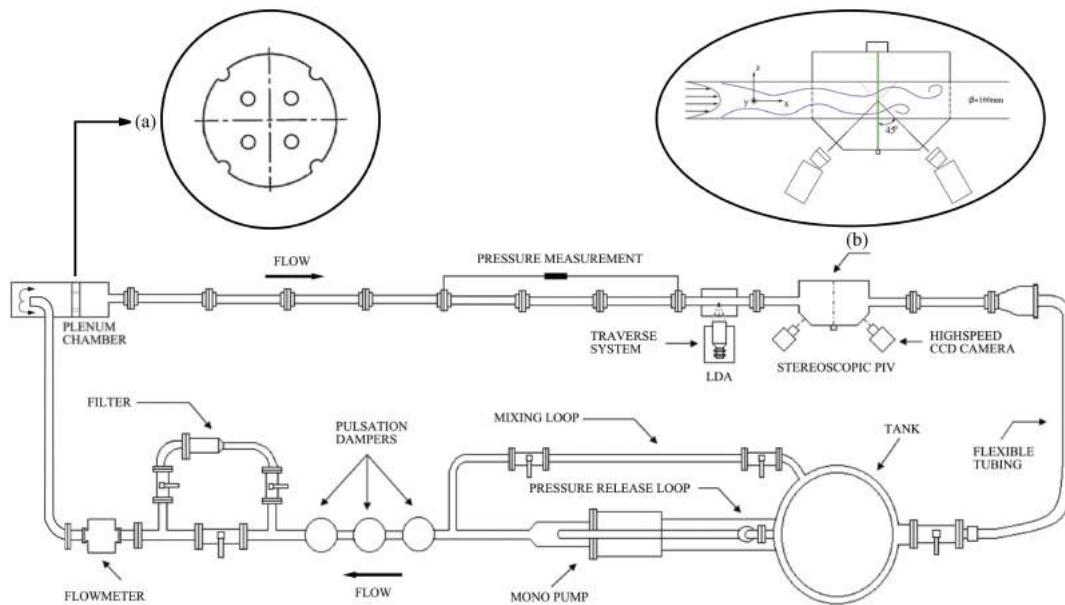 (a)
z
y
x
Ø=100mm
45°
(b)
FLOW
PRESSURE MEASUREMENT
PLENUM
CHAMBER
TRAVERSE
SYSTEM
LDA
STEREOSCOPIC PIV
HIGHSPEED
CCD CAMERA
FILTER
PULSATION
DAMPERS
MIXING LOOP
TANK
FLEXIBLE
TUBING
PRESSURE RELEASE LOOP
FLOWMETER
FLOW
MONO PUMP